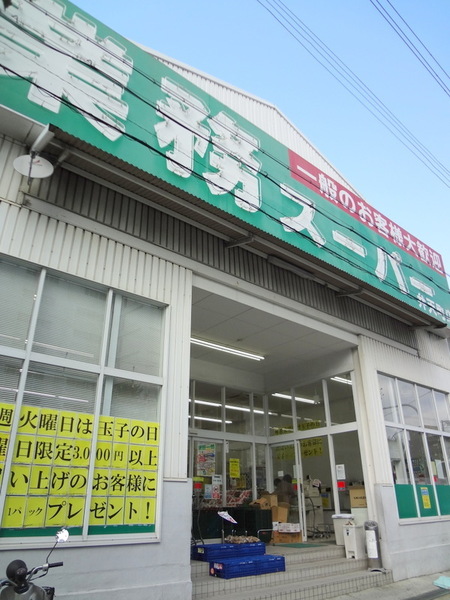 業務スーパー
一般のお客様大歓迎
週火曜日は玉子の日
曜日限定3,000円以上
い上げのお客様に
1パックプレゼント!